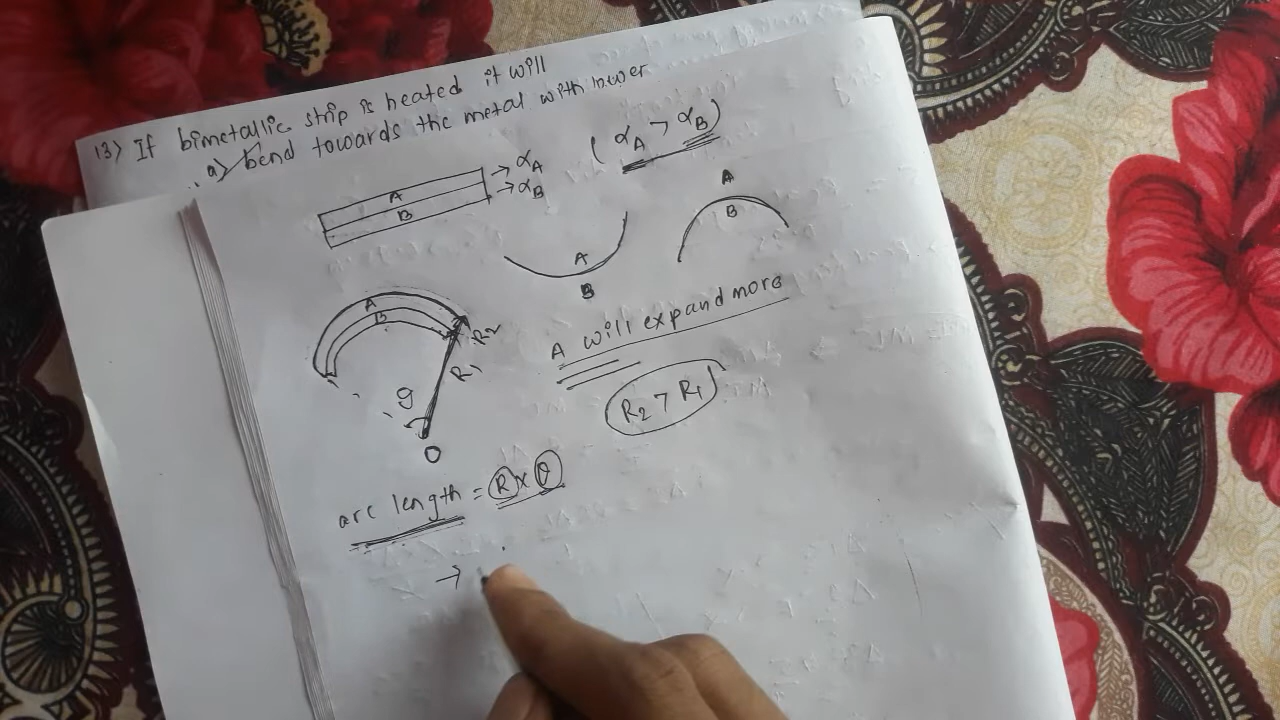 13) If bimetallic strip is heated it will
a) bend towards the metal with lower
A
B
→ αA
→ αB
(αA > αB)
A
B
A
B
A
B
R2
R1
θ
O
A will expand more
R2 > R1
arc length = R × θ
→